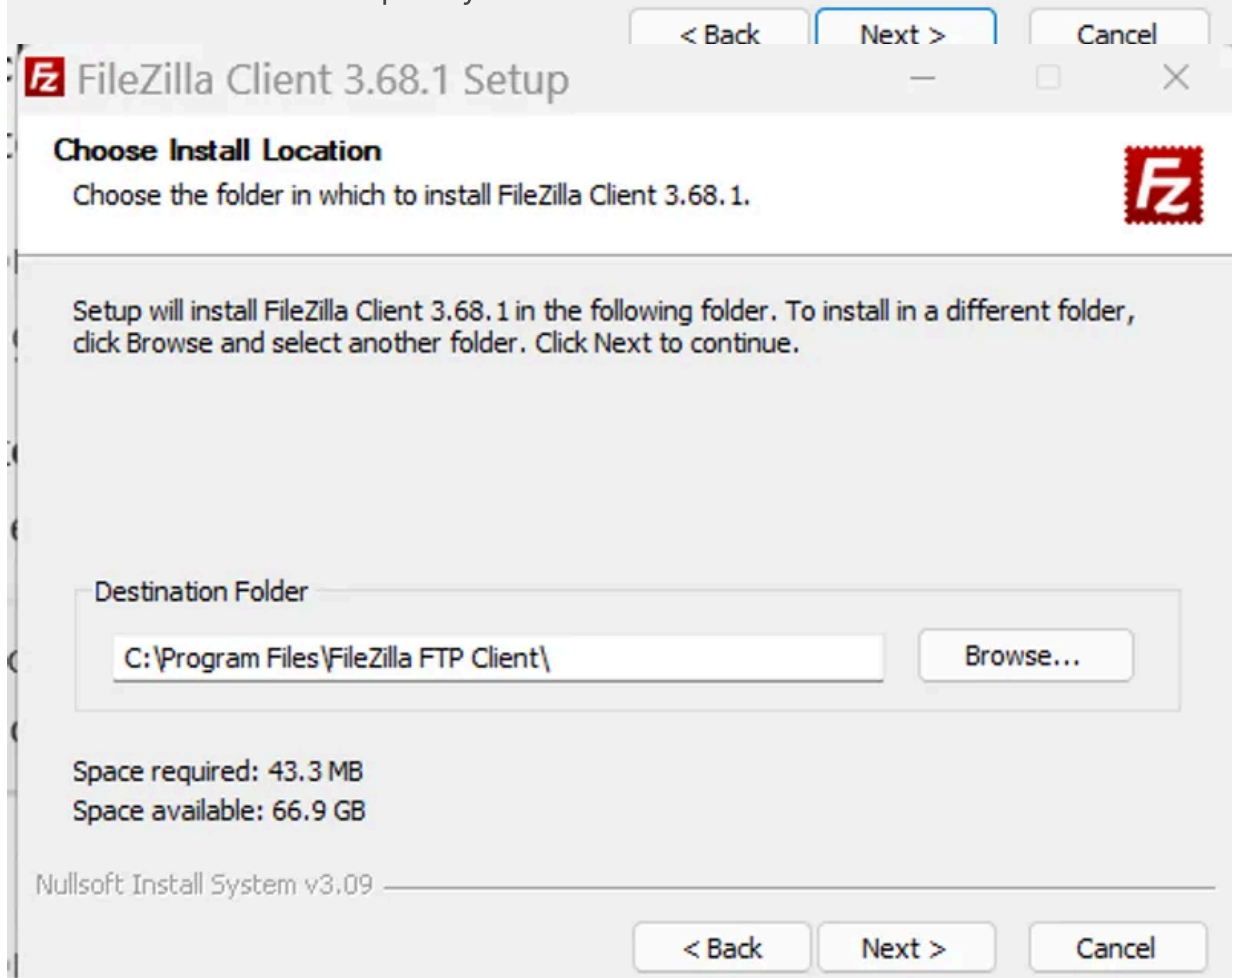 < Back Next > Cancel
FileZilla Client 3.68.1 Setup
Choose Install Location
Choose the folder in which to install FileZilla Client 3.68.1.
Setup will install FileZilla Client 3.68.1 in the following folder. To install in a different folder,
click Browse and select another folder. Click Next to continue.
Destination Folder
C:\Program Files\FileZilla FTP Client\
Browse...
Space required: 43.3 MB
Space available: 66.9 GB
Nullsoft Install System v3.09
< Back Next > Cancel